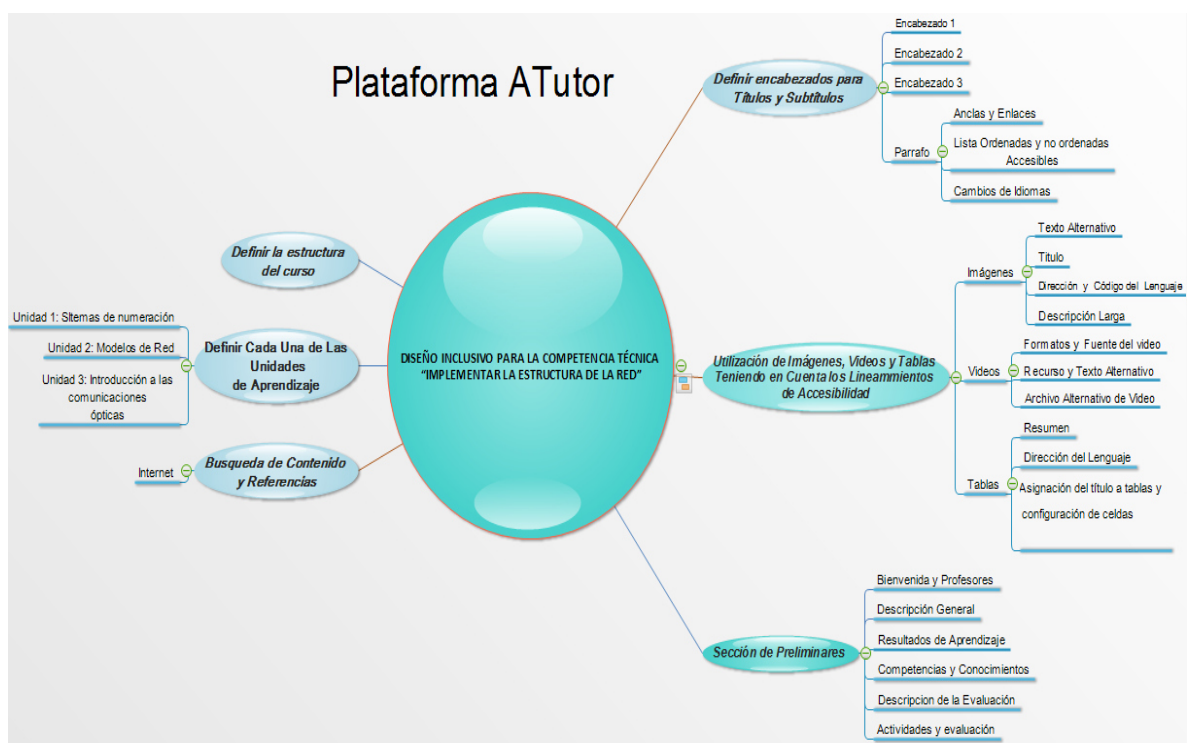 Plataforma ATutor
DISEÑO INCLUSIVO PARA LA COMPETENCIA TÉCNICA
“IMPLEMENTAR LA ESTRUCTURA DE LA RED”
Definir encabezados para
Títulos y Subtítulos
Encabezado 1
Encabezado 2
Encabezado 3
Parrafo
Anclas y Enlaces
Lista Ordenadas y no ordenadas
Accesibles
Cambios de Idiomas
Utilización de Imágenes, Videos y Tablas
Teniendo en Cuenta los Lineammientos
de Accesibilidad
Imágenes
Texto Alternativo
Titulo
Dirección y Código del Lenguaje
Descripción Larga
Videos
Formatos y Fuente del video
Recurso y Texto Alternativo
Archivo Alternativo de Video
Tablas
Resumen
Dirección del Lenguaje
Asignación del título a tablas y
configuración de celdas
Sección de Preliminares
Bienvenida y Profesores
Descripción General
Resultados de Aprendizaje
Competencias y Conocimientos
Descripcion de la Evaluación
Actividades y evaluación
Definir la estructura
del curso
Definir Cada Una de Las
Unidades
de Aprendizaje
Unidad 1: SItemas de numeración
Unidad 2: Modelos de Red
Unidad 3: Introducción a las
comunicaciones
ópticas
Busqueda de Contenido
y Referencias
Internet